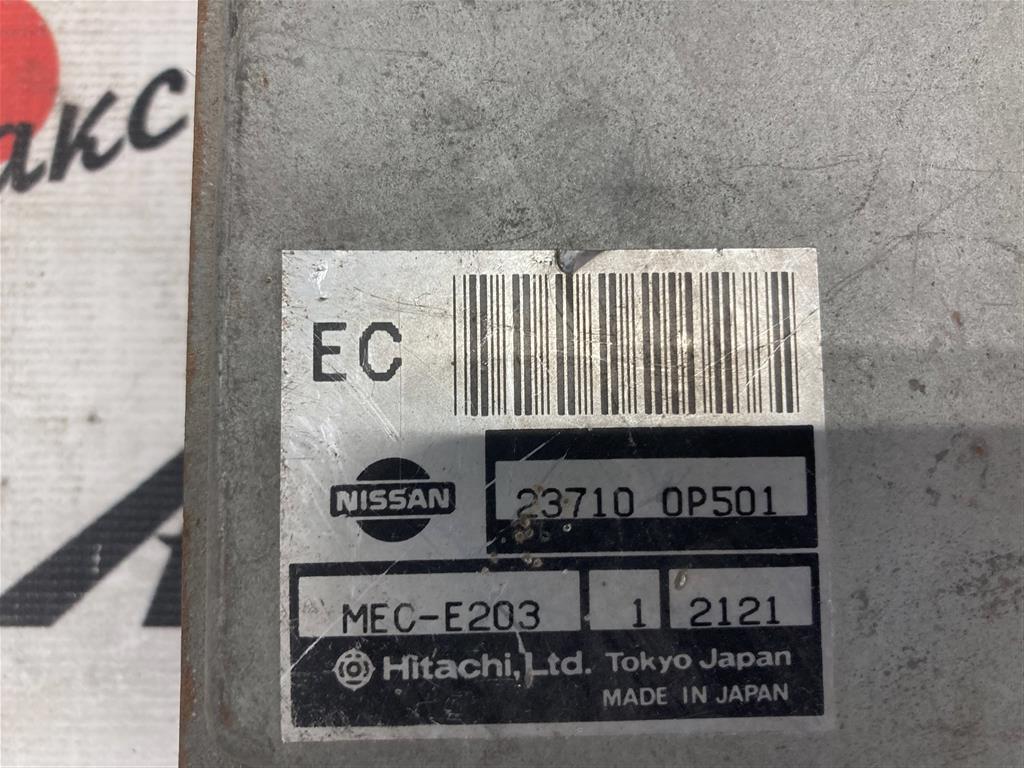 акс
EC
NISSAN
23710 0P501
MEC-E203 1 2121
Hitachi, Ltd. Tokyo Japan
MADE IN JAPAN